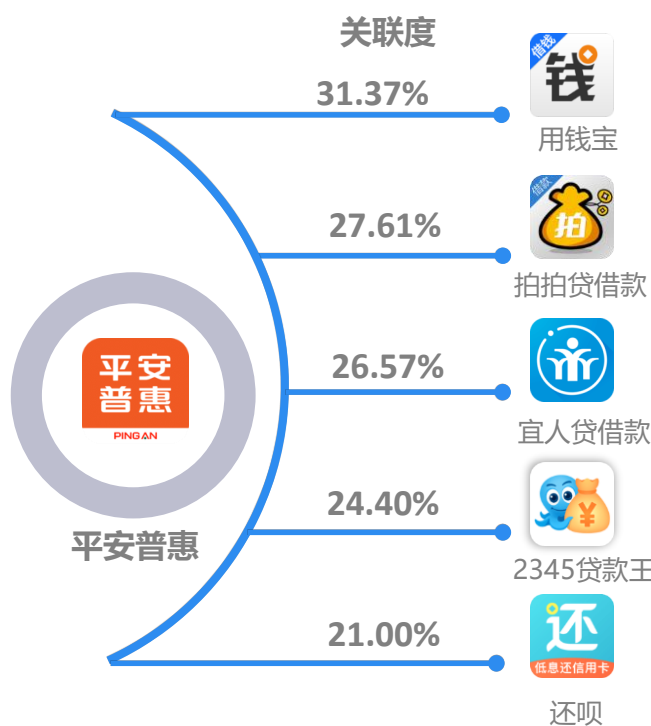 关联度
31.37%
借钱
钱
用钱宝
27.61%
借款
拍
拍拍贷借款
平安
普惠
PINGAN
平安普惠
26.57%
宜人贷借款
24.40%
¥
2345贷款王
21.00%
还
低息还信用卡
还呗